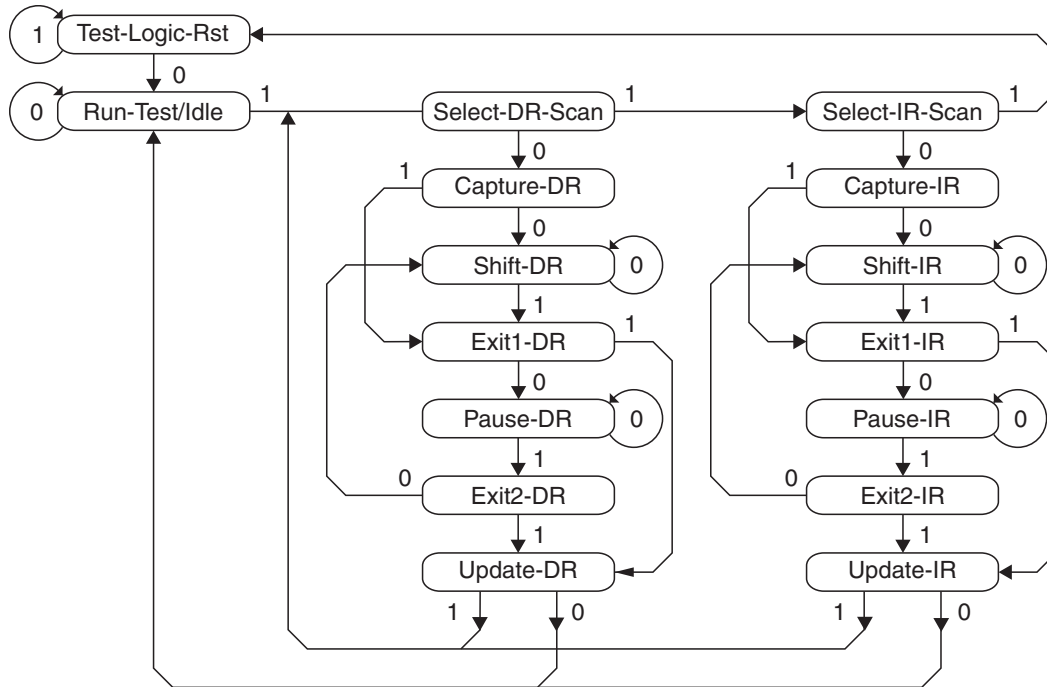 1 Test-Logic-Rst
0
0 Run-Test/Idle 1 Select-DR-Scan 1 Select-IR-Scan 1
0 0
1 Capture-DR 1 Capture-IR
0 0
Shift-DR 0 Shift-IR 0
1 1
Exit1-DR 1 Exit1-IR 1
0 0
Pause-DR 0 Pause-IR 0
1 1
0 Exit2-DR 0 Exit2-IR
1 1
Update-DR Update-IR
1 0 1 0